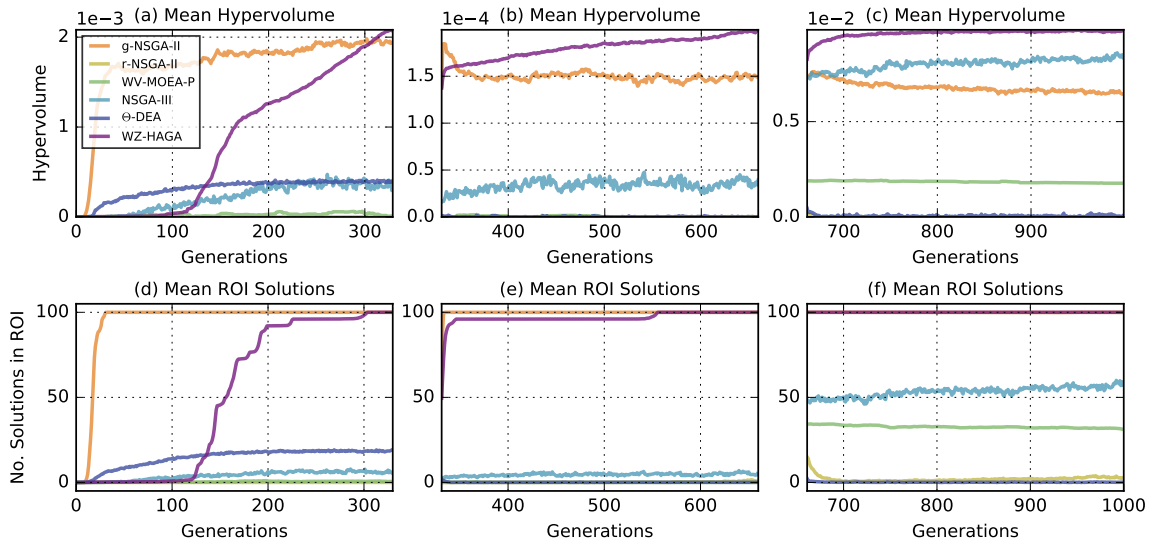 1e−3 (a) Mean Hypervolume
1e−4 (b) Mean Hypervolume
1e−2 (c) Mean Hypervolume
Hypervolume
2
1
0
g-NSGA-II
r-NSGA-II
WV-MOEA-P
NSGA-III
Θ-DEA
WZ-HAGA
0 100 200 300
Generations
1.5
1.0
0.5
0.0
400 500 600
Generations
0.5
0.0
700 800 900
Generations
(d) Mean ROI Solutions
(e) Mean ROI Solutions
(f) Mean ROI Solutions
No. Solutions in ROI
100
50
0
0 100 200 300
Generations
100
50
0
400 500 600
Generations
100
50
0
700 800 900 1000
Generations